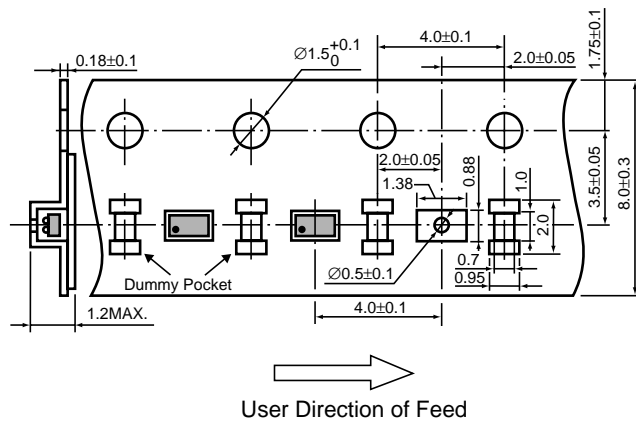 4.0±0.1
1.75±0.1
Ø1.5 +0.1 0
0.18±0.1
2.0±0.05
2.0±0.05
0.88
1.38
1.0
2.0
3.5±0.05
8.0±0.3
Ø0.5±0.1
0.7
0.95
Dummy Pocket
1.2MAX.
4.0±0.1
User Direction of Feed